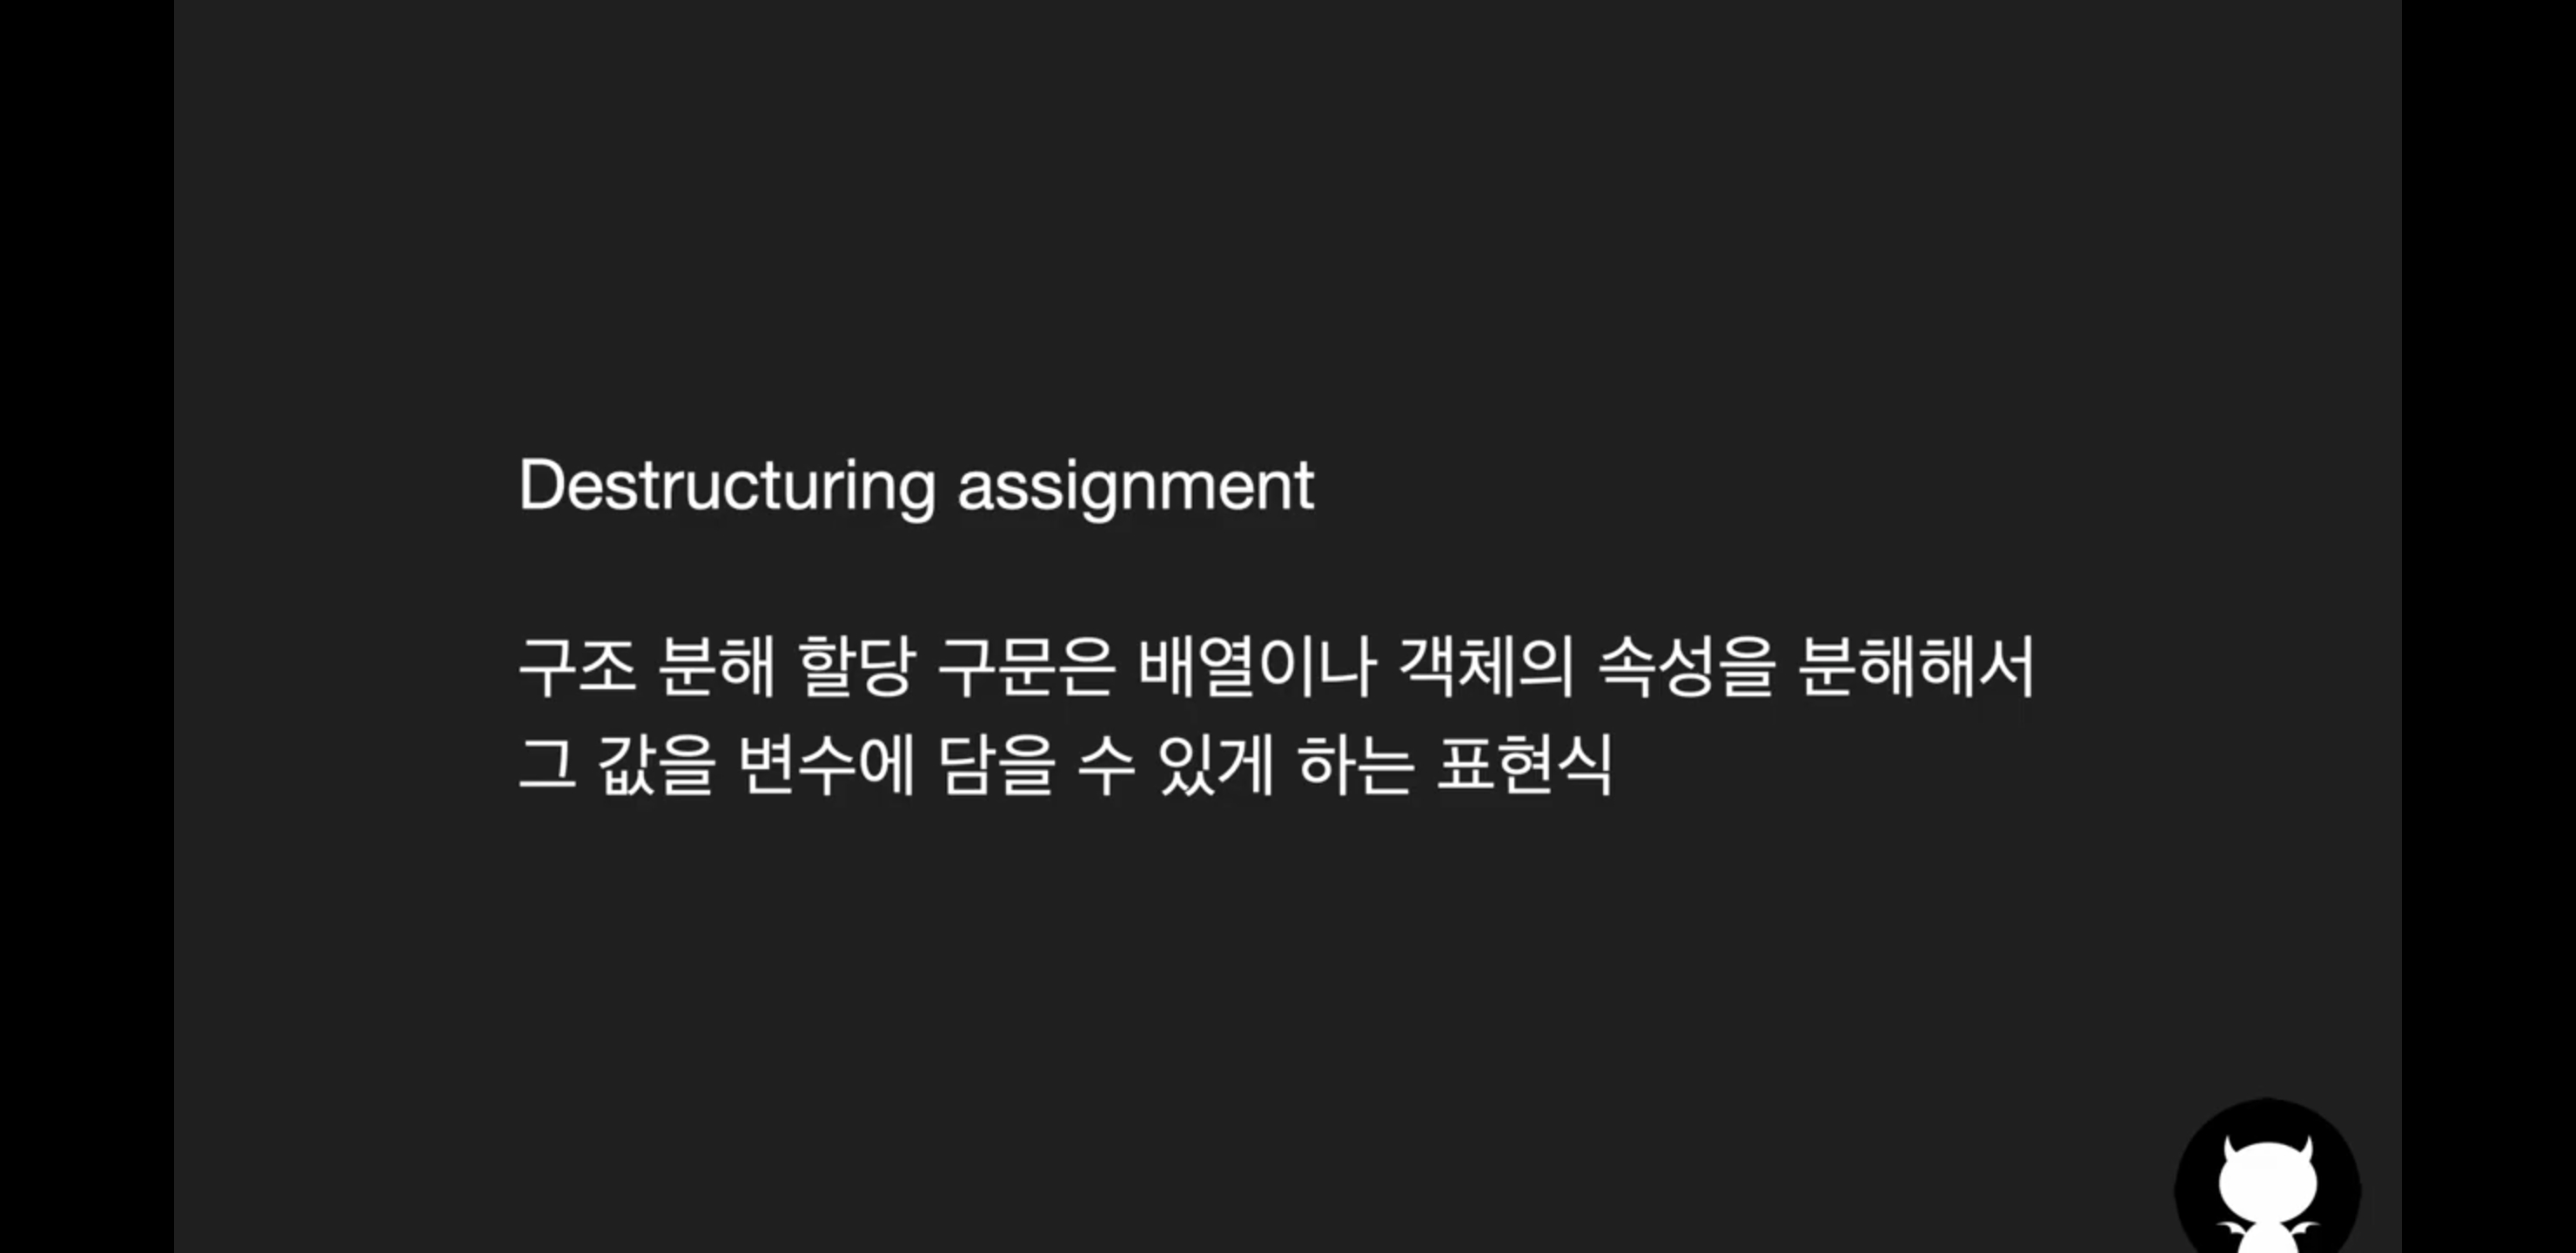 Destructuring assignment
구조 분해 할당 구문은 배열이나 객체의 속성을 분해해서
그 값을 변수에 담을 수 있게 하는 표현식